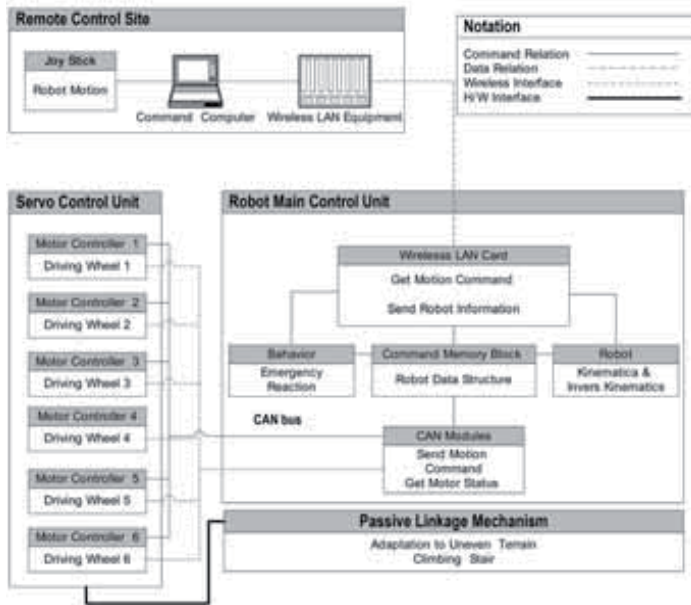 Remote Control Site
Joy Stick
Robot Motion
Command Computer
Wireless LAN Equipment
Notation
Command Relation
Data Relation
Wireless Interface
H/W Interface
Servo Control Unit
Motor Controller 1
Driving Wheel 1
Motor Controller 2
Driving Wheel 2
Motor Controller 3
Driving Wheel 3
Motor Controller 4
Driving Wheel 4
Motor Controller 5
Driving Wheel 5
Motor Controller 6
Driving Wheel 6
CAN bus
Robot Main Control Unit
Wirelesss LAN Card
Get Motion Command
Send Robot Information
Behavior
Emergency
Reaction
Command Memory Block
Robot Data Structure
Robot
Kinematica &
Invers Kinematics
CAN Modules
Send Motion
Command
Get Motor Status
Passive Linkage Mechanism
Adaptation to Uneven Terrain
Climbing Stair